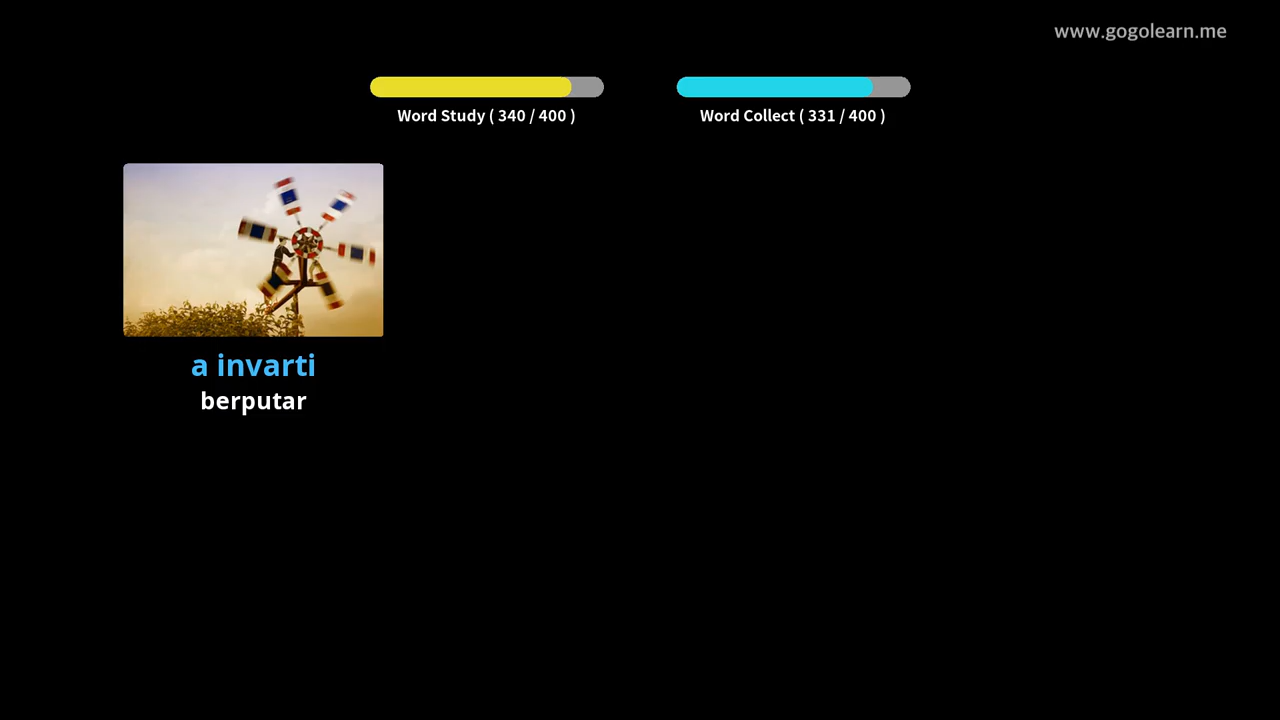 www.gogolearn.me
Word Study ( 340 / 400 )
Word Collect ( 331 / 400 )
a invarti
berputar